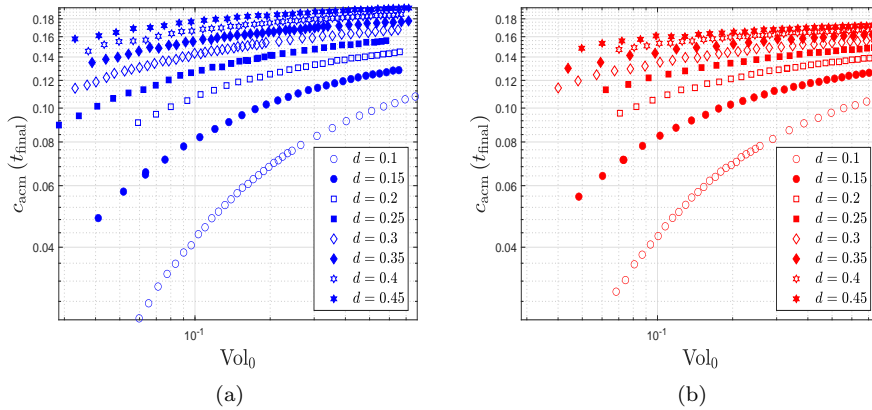 0.18
0.16
0.14
0.12
0.10
0.08
0.06
0.04
c_acm (t_final)
10^-1
Vol_0
d = 0.1
d = 0.15
d = 0.2
d = 0.25
d = 0.3
d = 0.35
d = 0.4
d = 0.45
(a)
0.18
0.16
0.14
0.12
0.10
0.08
0.06
0.04
c_acm (t_final)
10^-1
Vol_0
d = 0.1
d = 0.15
d = 0.2
d = 0.25
d = 0.3
d = 0.35
d = 0.4
d = 0.45
(b)